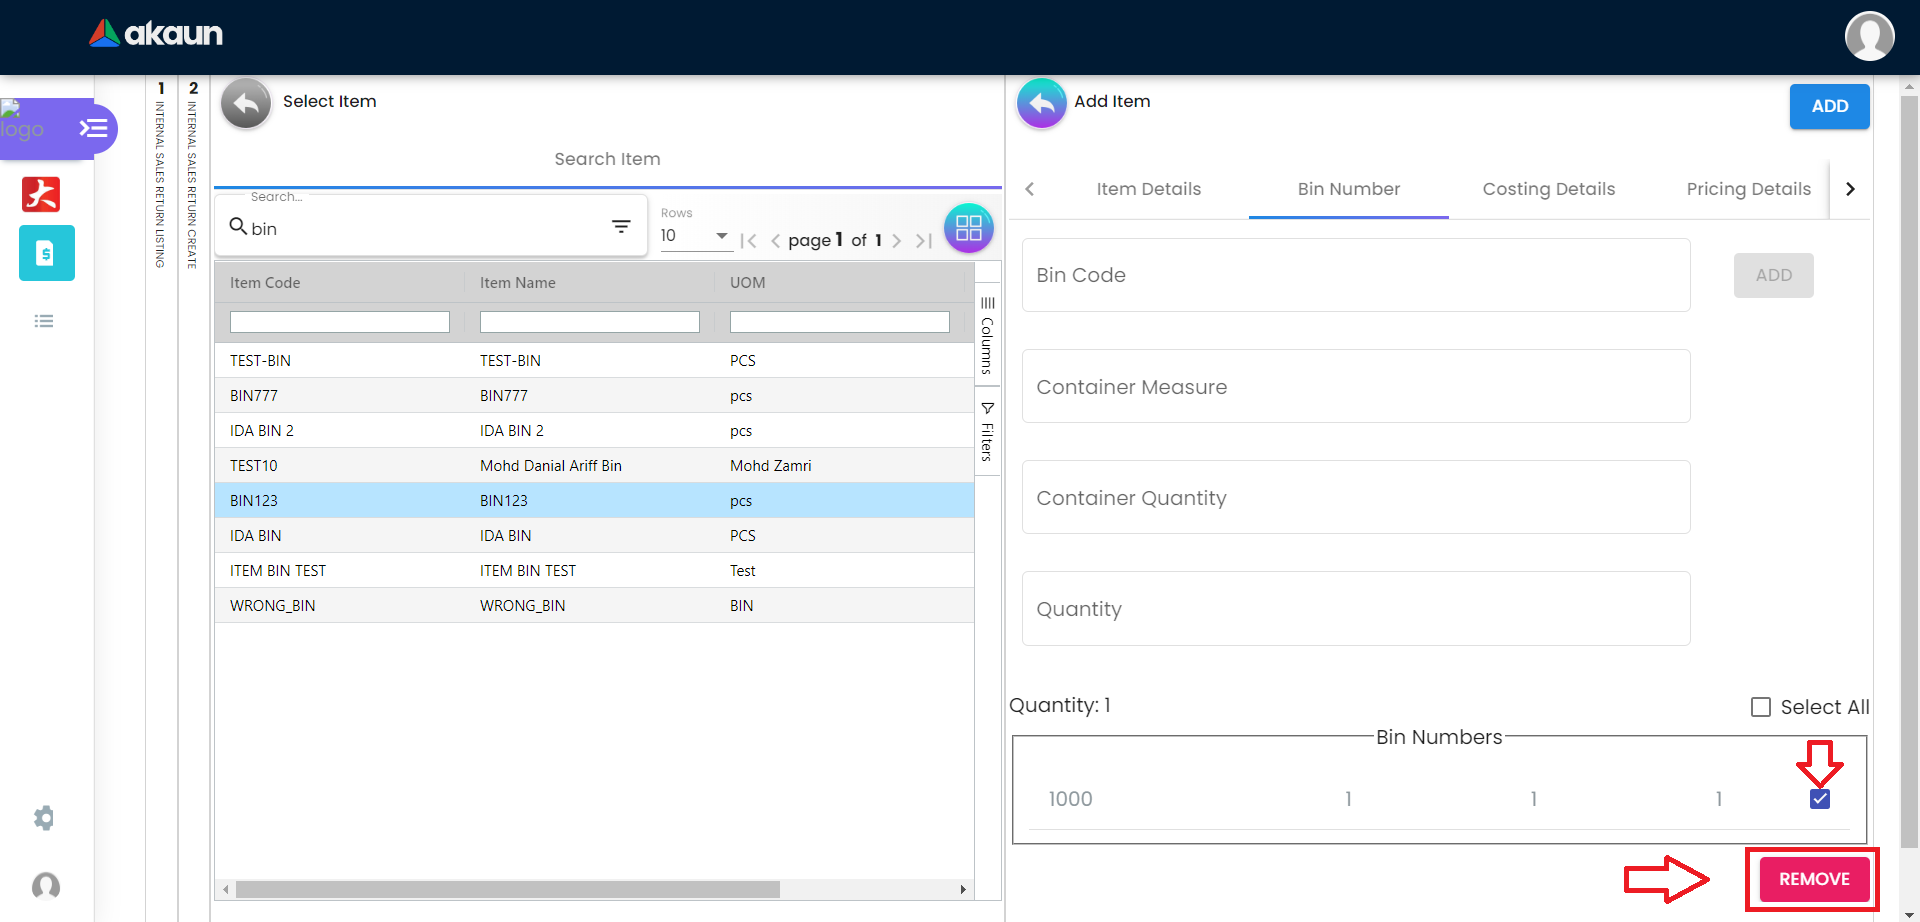 akaun
logo
1 INTERNAL SALES RETURN LISTING
2 INTERNAL SALES RETURN CREATE
Select Item
Search Item
Search...
bin
Rows
10
page 1 of 1
Item Code Item Name UOM
TEST-BIN TEST-BIN PCS
BIN777 BIN777 pcs
IDA BIN 2 IDA BIN 2 pcs
TEST10 Mohd Danial Ariff Bin Mohd Zamri
BIN123 BIN123 pcs
IDA BIN IDA BIN PCS
ITEM BIN TEST ITEM BIN TEST Test
WRONG_BIN WRONG_BIN BIN
Columns
Filters
Add Item
ADD
Item Details Bin Number Costing Details Pricing Details
Bin Code
ADD
Container Measure
Container Quantity
Quantity
Quantity: 1
Select All
Bin Numbers
1000 1 1 1
REMOVE